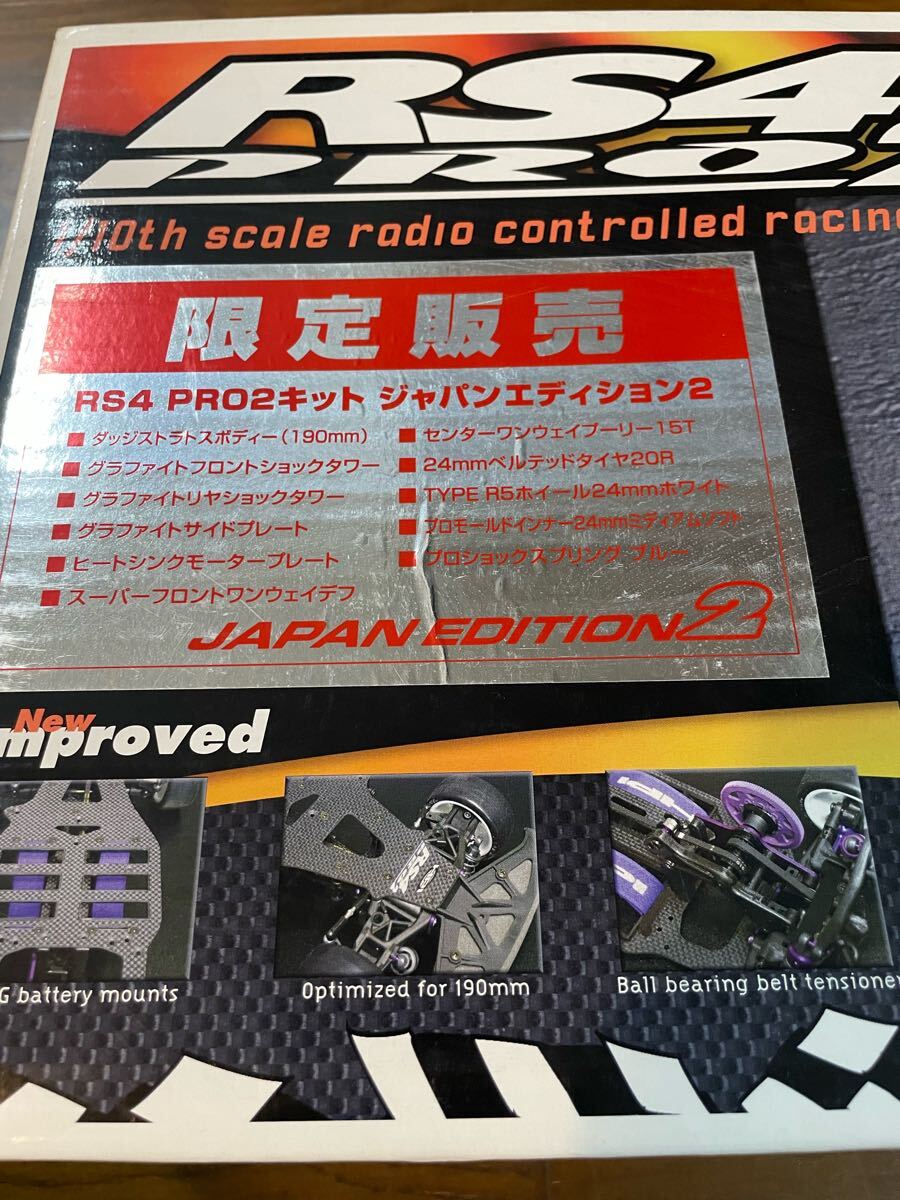 RS4
PRO
1/10th scale radio controlled racing
限定販売
RS4 PRO2キット ジャパンエディション2
■ ダッジストラトスボディー(190mm)
■ グラファイトフロントショックタワー
■ グラファイトリヤショックタワー
■ グラファイトサイドプレート
■ ヒートシンクモータープレート
■ スーパーフロントワンウェイデフ
■ センターワンウェイプーリー15T
■ 24mmベルテッドタイヤ20R
■ TYPE R5ホイール24mmホワイト
■ プロモールドインナー24mmミディアムソフト
■ プロショックスプリング ブルー
JAPAN EDITION 2
New
mproved
G battery mounts
Optimized for 190mm
Ball bearing belt tensioner
RS4
hpi